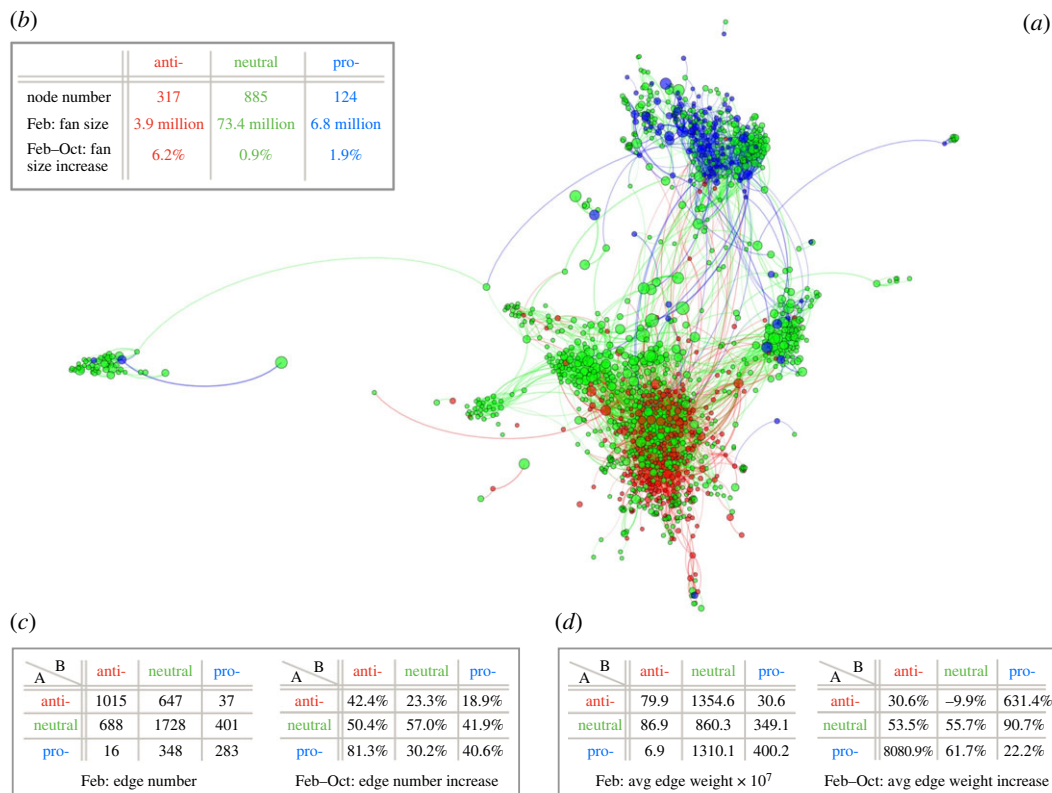 (b)
(a)
anti- neutral pro-
node number 317 885 124
Feb: fan size 3.9 million 73.4 million 6.8 million
Feb–Oct: fan size increase 6.2% 0.9% 1.9%
(c)
(d)
B
A anti- neutral pro-
anti- 1015 647 37
neutral 688 1728 401
pro- 16 348 283
Feb: edge number
B
A anti- neutral pro-
anti- 42.4% 23.3% 18.9%
neutral 50.4% 57.0% 41.9%
pro- 81.3% 30.2% 40.6%
Feb–Oct: edge number increase
B
A anti- neutral pro-
anti- 79.9 1354.6 30.6
neutral 86.9 860.3 349.1
pro- 6.9 1310.1 400.2
Feb: avg edge weight × 10⁷
B
A anti- neutral pro-
anti- 30.6% –9.9% 631.4%
neutral 53.5% 55.7% 90.7%
pro- 8080.9% 61.7% 22.2%
Feb–Oct: avg edge weight increase